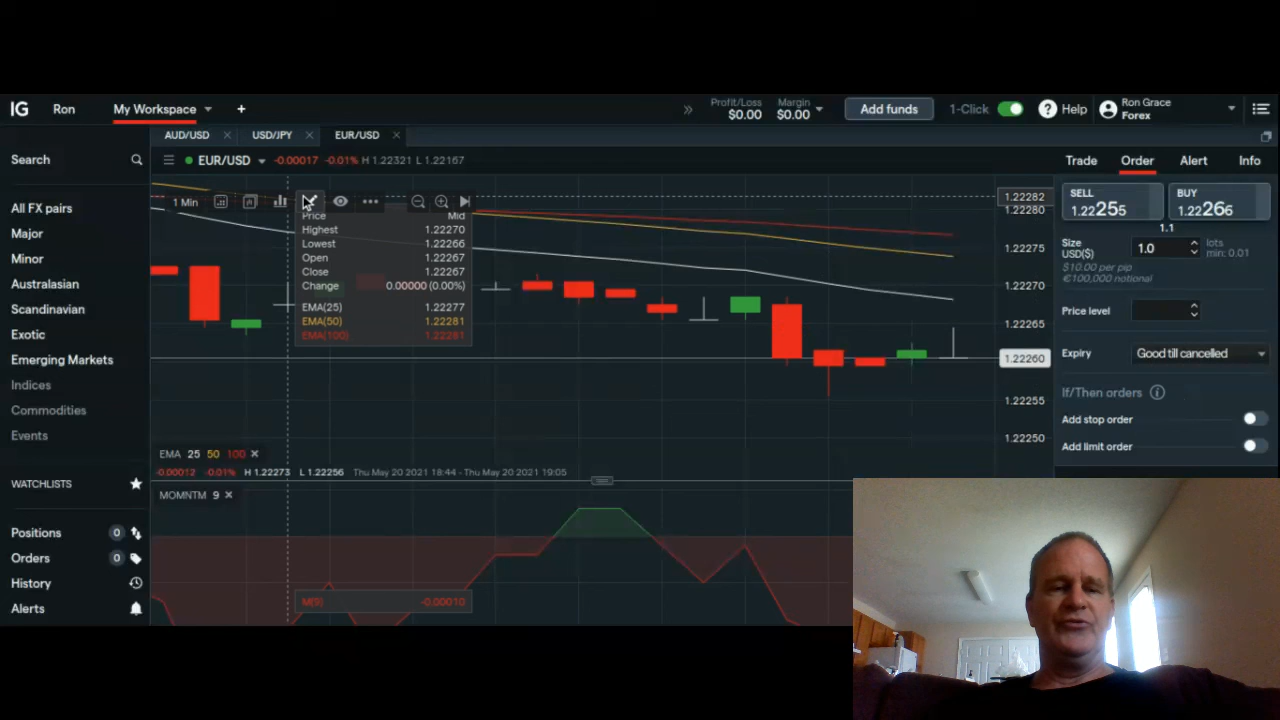 IG Ron My Workspace + » Profit/Loss $0.00 Margin $0.00 Add funds 1-Click ? Help Ron Grace Forex
AUD/USD × USD/JPY × EUR/USD ×
Search
EUR/USD -0.00017 -0.01% H 1.22321 L 1.22167
Trade Order Alert Info
All FX pairs
Major
Minor
Australasian
Scandinavian
Exotic
Emerging Markets
Indices
Commodities
Events
WATCHLISTS
Positions 0
Orders 0
History
Alerts
1 Min
Price Mid
Highest 1.22270
Lowest 1.22266
Open 1.22267
Close 1.22267
Change 0.00000 (0.00%)
EMA(25) 1.22277
EMA(50) 1.22281
EMA(100) 1.22281
1.22282
1.22280
1.22275
1.22270
1.22265
1.22260
1.22255
1.22250
EMA 25 50 100 ×
-0.00012 -0.01% H 1.22273 L 1.22256 Thu May 20 2021 18:44 - Thu May 20 2021 19:05
MOMNTM 9 ×
M(9) -0.00010
SELL 1.22255
BUY 1.22266
1.1
Size USD($) 1.0 lots min: 0.01
$10.00 per pip
€100,000 notional
Price level
Expiry Good till cancelled
If/Then orders i
Add stop order
Add limit order